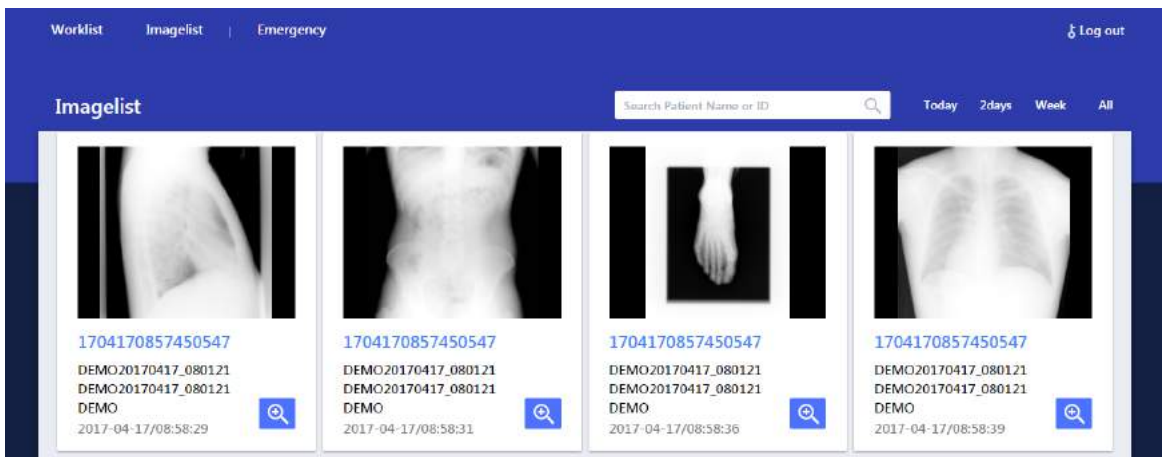 Worklist Imagelist | Emergency Log out
Imagelist Search Patient Name or ID Today 2days Week All
1704170857450547 1704170857450547 1704170857450547 1704170857450547
DEMO20170417_080121 DEMO20170417_080121 DEMO20170417_080121 DEMO20170417_080121
DEMO20170417_080121 DEMO20170417_080121 DEMO20170417_080121 DEMO20170417_080121
DEMO DEMO DEMO DEMO
2017-04-17/08:58:29 2017-04-17/08:58:31 2017-04-17/08:58:36 2017-04-17/08:58:39